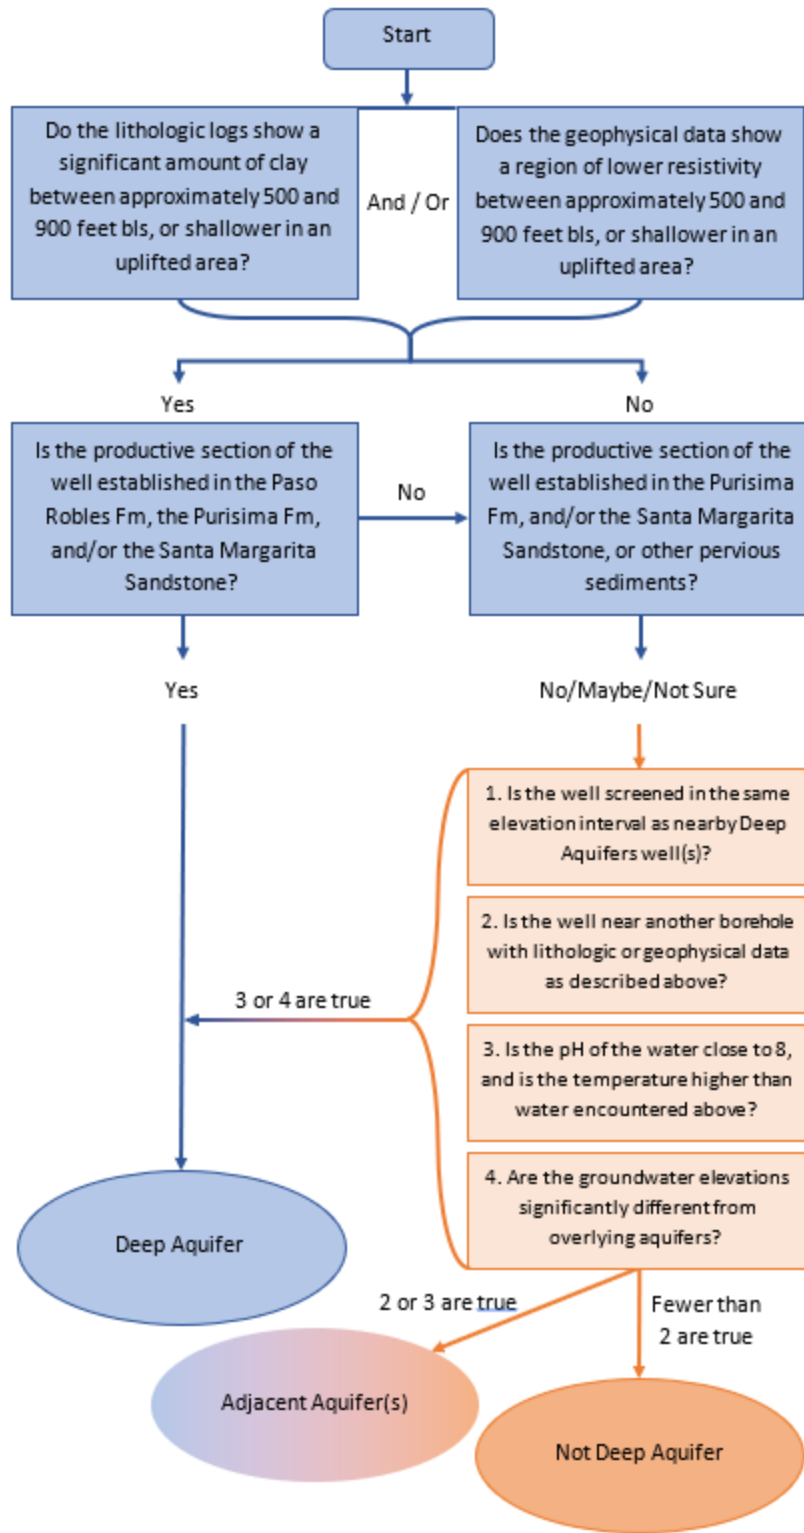 Start
Do the lithologic logs show a
significant amount of clay
between approximately 500 and
900 feet bls, or shallower in an
uplifted area?
And / Or
Does the geophysical data show
a region of lower resistivity
between approximately 500 and
900 feet bls, or shallower in an
uplifted area?
Yes
No
Is the productive section of the
well established in the Paso
Robles Fm, the Purisima Fm,
and/or the Santa Margarita
Sandstone?
No
Is the productive section of the
well established in the Purisima
Fm, and/or the Santa Margarita
Sandstone, or other pervious
sediments?
Yes
No/Maybe/Not Sure
1. Is the well screened in the same
elevation interval as nearby Deep
Aquifers well(s)?
2. Is the well near another borehole
with lithologic or geophysical data
as described above?
3 or 4 are true
3. Is the pH of the water close to 8,
and is the temperature higher than
water encountered above?
4. Are the groundwater elevations
significantly different from
overlying aquifers?
Deep Aquifer
2 or 3 are true
Fewer than
2 are true
Adjacent Aquifer(s)
Not Deep Aquifer